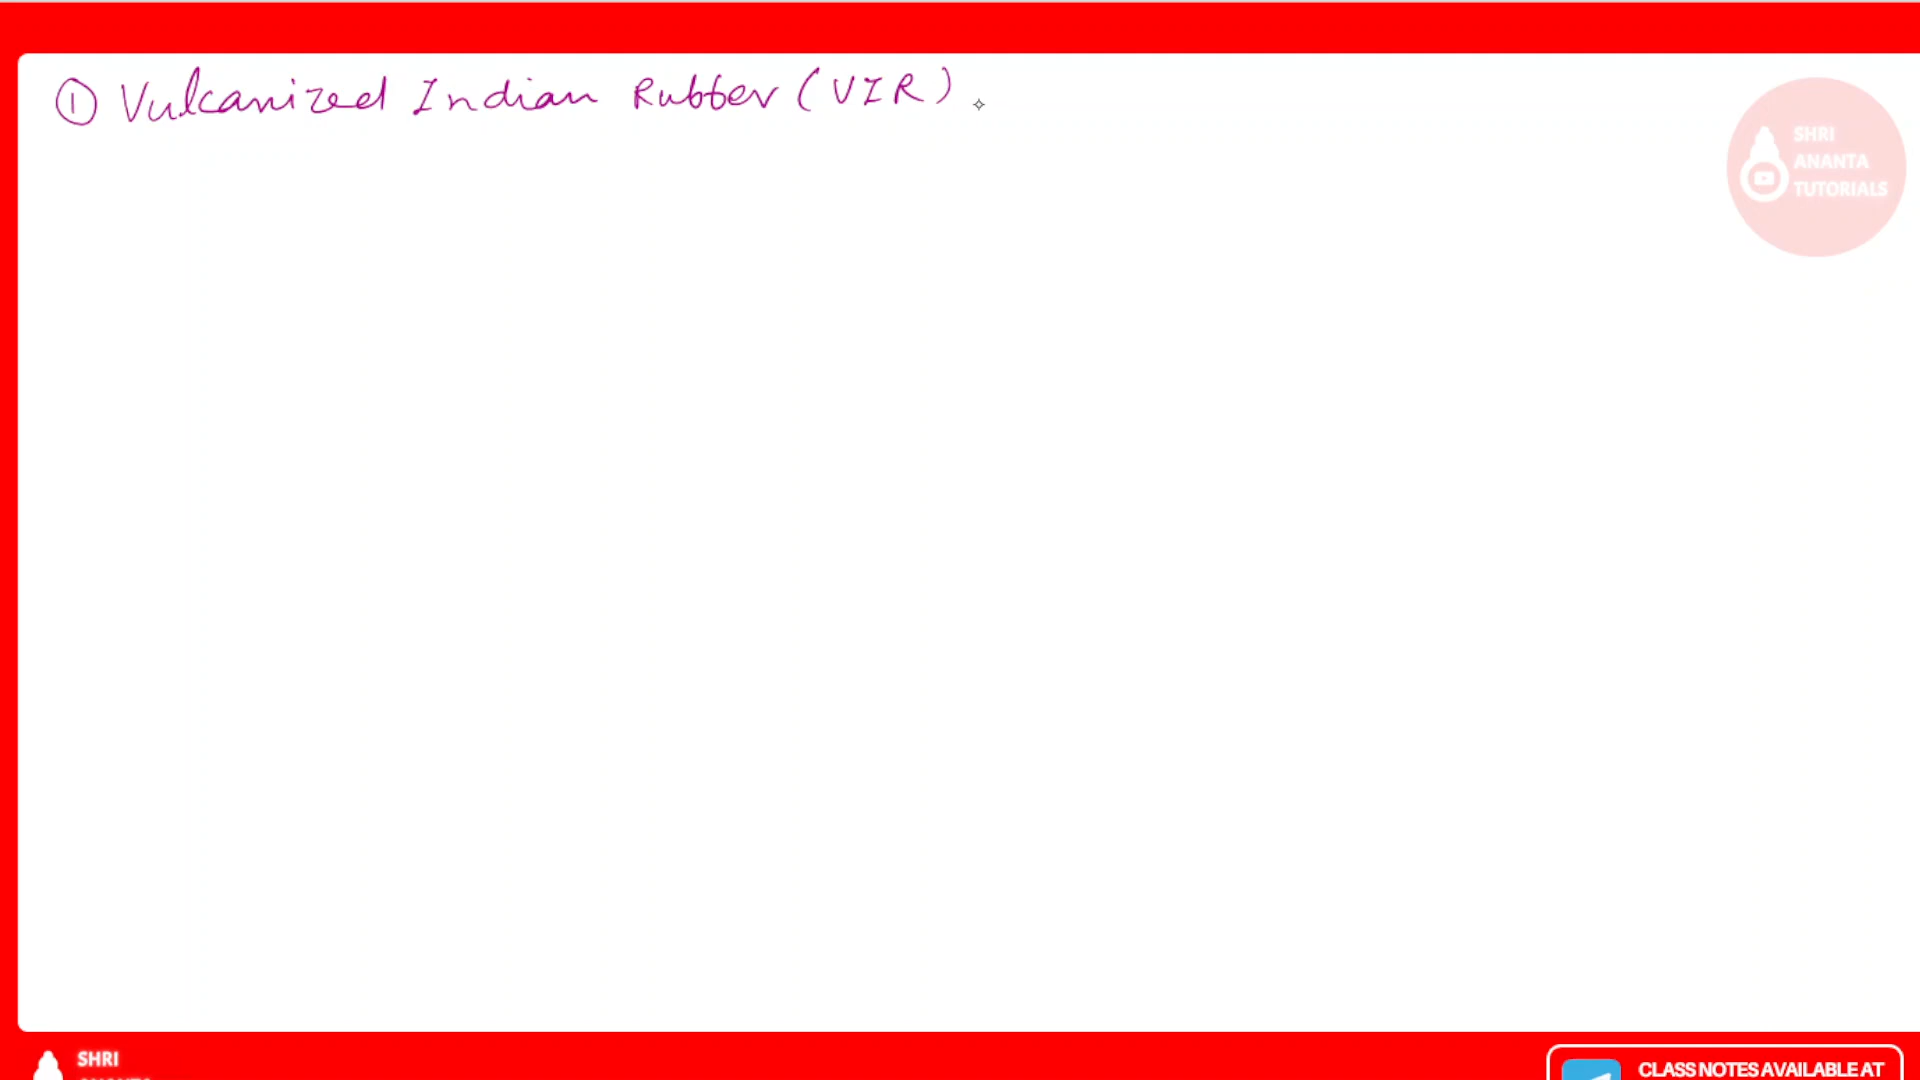 ① Vulcanized Indian Rubber (VIR)
SHRI
ANANTA
TUTORIALS
SHRI
CLASS NOTES AVAILABLE AT